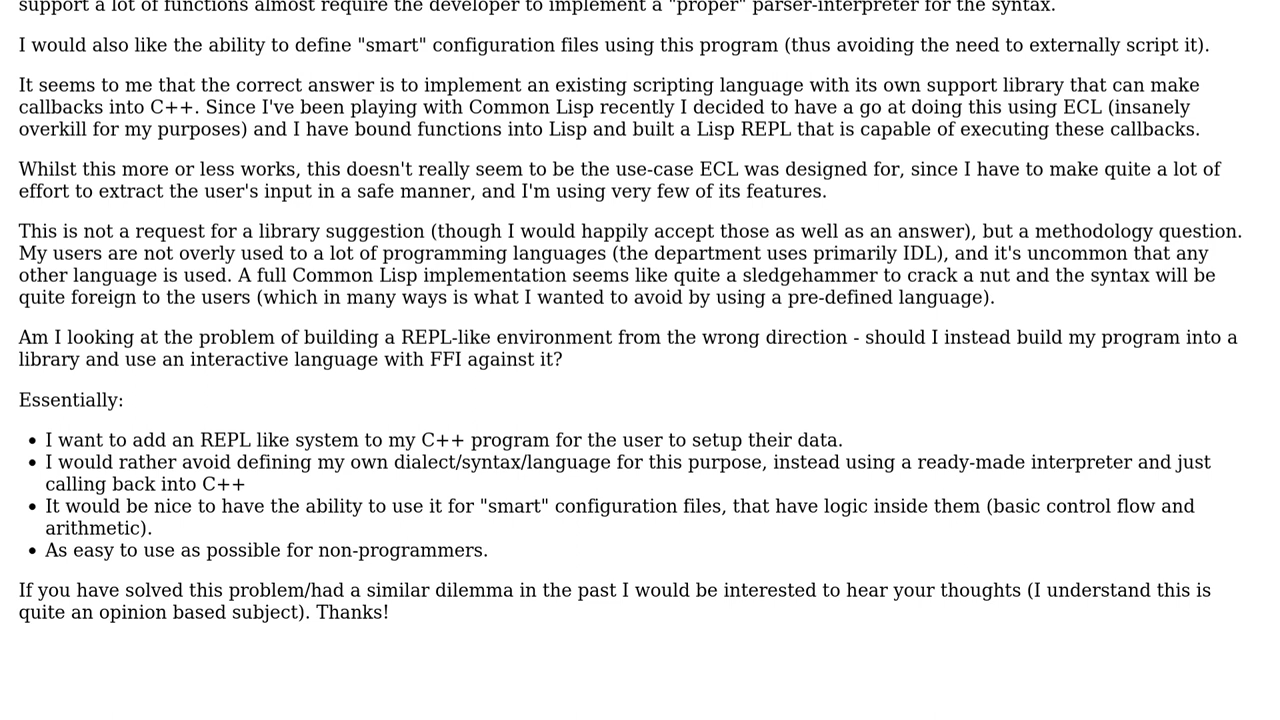 support a lot of functions almost require the developer to implement a "proper" parser-interpreter for the syntax.
I would also like the ability to define "smart" configuration files using this program (thus avoiding the need to externally script it).
It seems to me that the correct answer is to implement an existing scripting language with its own support library that can make
callbacks into C++. Since I've been playing with Common Lisp recently I decided to have a go at doing this using ECL (insanely
overkill for my purposes) and I have bound functions into Lisp and built a Lisp REPL that is capable of executing these callbacks.
Whilst this more or less works, this doesn't really seem to be the use-case ECL was designed for, since I have to make quite a lot of
effort to extract the user's input in a safe manner, and I'm using very few of its features.
This is not a request for a library suggestion (though I would happily accept those as well as an answer), but a methodology question.
My users are not overly used to a lot of programming languages (the department uses primarily IDL), and it's uncommon that any
other language is used. A full Common Lisp implementation seems like quite a sledgehammer to crack a nut and the syntax will be
quite foreign to the users (which in many ways is what I wanted to avoid by using a pre-defined language).
Am I looking at the problem of building a REPL-like environment from the wrong direction - should I instead build my program into a
library and use an interactive language with FFI against it?
Essentially:
• I want to add an REPL like system to my C++ program for the user to setup their data.
• I would rather avoid defining my own dialect/syntax/language for this purpose, instead using a ready-made interpreter and just
calling back into C++
• It would be nice to have the ability to use it for "smart" configuration files, that have logic inside them (basic control flow and
arithmetic).
• As easy to use as possible for non-programmers.
If you have solved this problem/had a similar dilemma in the past I would be interested to hear your thoughts (I understand this is
quite an opinion based subject). Thanks!